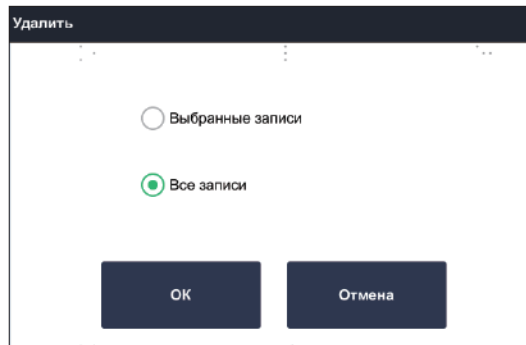 Удалить
Выбранные записи
Все записи
ОК
Отмена